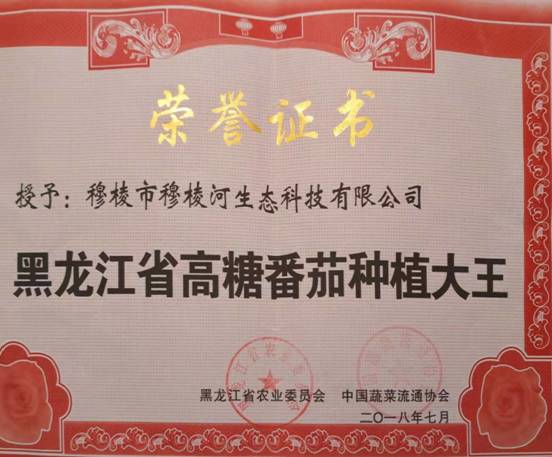 荣誉证书
授予：穆棱市穆棱河生态科技有限公司
黑龙江省高糖番茄种植大王
黑龙江省农业委员会 中国蔬菜流通协会
二〇一八年七月